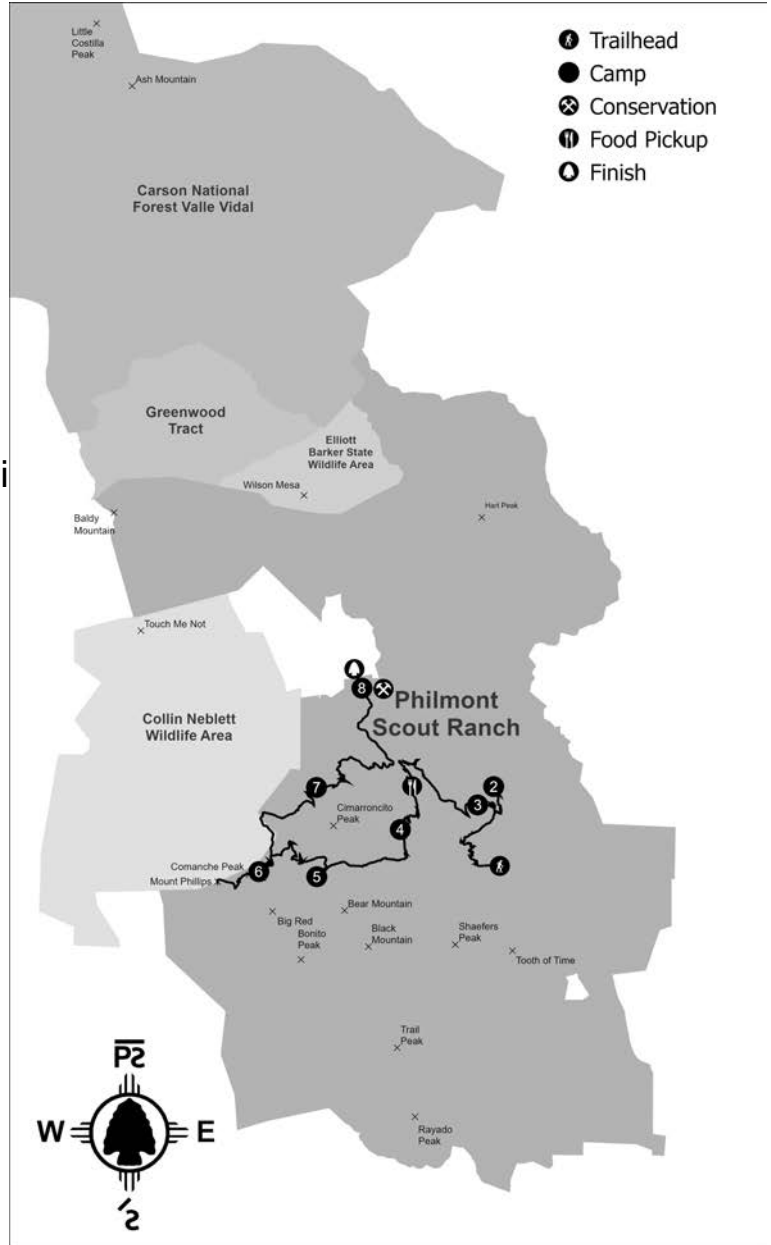 Little
Costilla
Peak
Ash Mountain
Trailhead
Camp
Conservation
Food Pickup
Finish
Carson National
Forest Valle Vidal
Greenwood
Tract
Elliott
Barker State
Wildlife Area
i
Wilson Mesa
Baldy
Mountain
Hart Peak
Touch Me Not
8
Philmont
Scout Ranch
Collin Neblett
Wildlife Area
7
2
3
Cimarroncito
Peak
4
Comanche Peak
6
5
Mount Phillips
Bear Mountain
Big Red
Bonito
Peak
Black
Mountain
Shaefers
Peak
Tooth of Time
Trail
Peak
Rayado
Peak
W
E